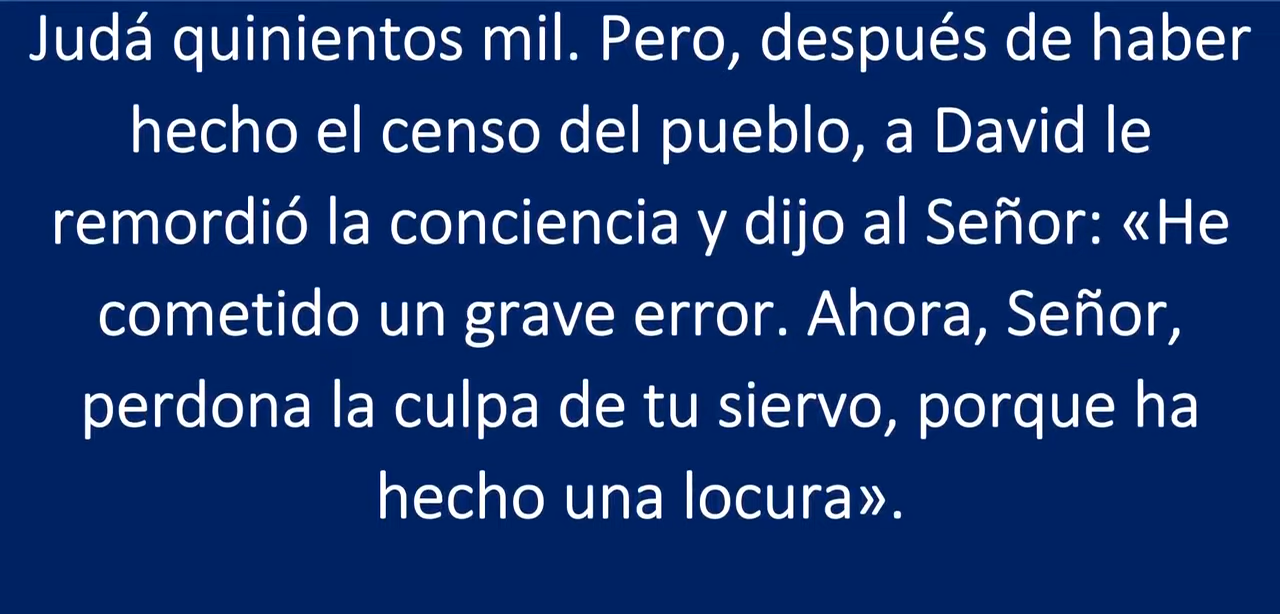 Judá quinientos mil. Pero, después de haber
hecho el censo del pueblo, a David le
remordió la conciencia y dijo al Señor: «He
cometido un grave error. Ahora, Señor,
perdona la culpa de tu siervo, porque ha
hecho una locura».